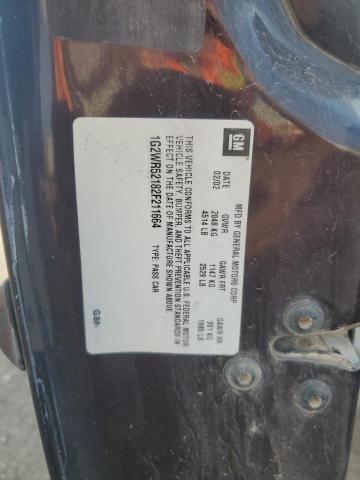 GM
MFD BY GENERAL MOTORS CORP
DATE GVWR GAWR FRT GAWR RR
02/02 2048 KG 1147 KG 901 KG
4514 LB 2529 LB 1985 LB
THIS VEHICLE CONFORMS TO ALL APPLICABLE U.S. FEDERAL MOTOR
VEHICLE SAFETY, BUMPER, AND THEFT PREVENTION STANDARDS IN
EFFECT ON THE DATE OF MANUFACTURE SHOWN ABOVE.
1G2WR52182F211664 TYPE: PASS CAR